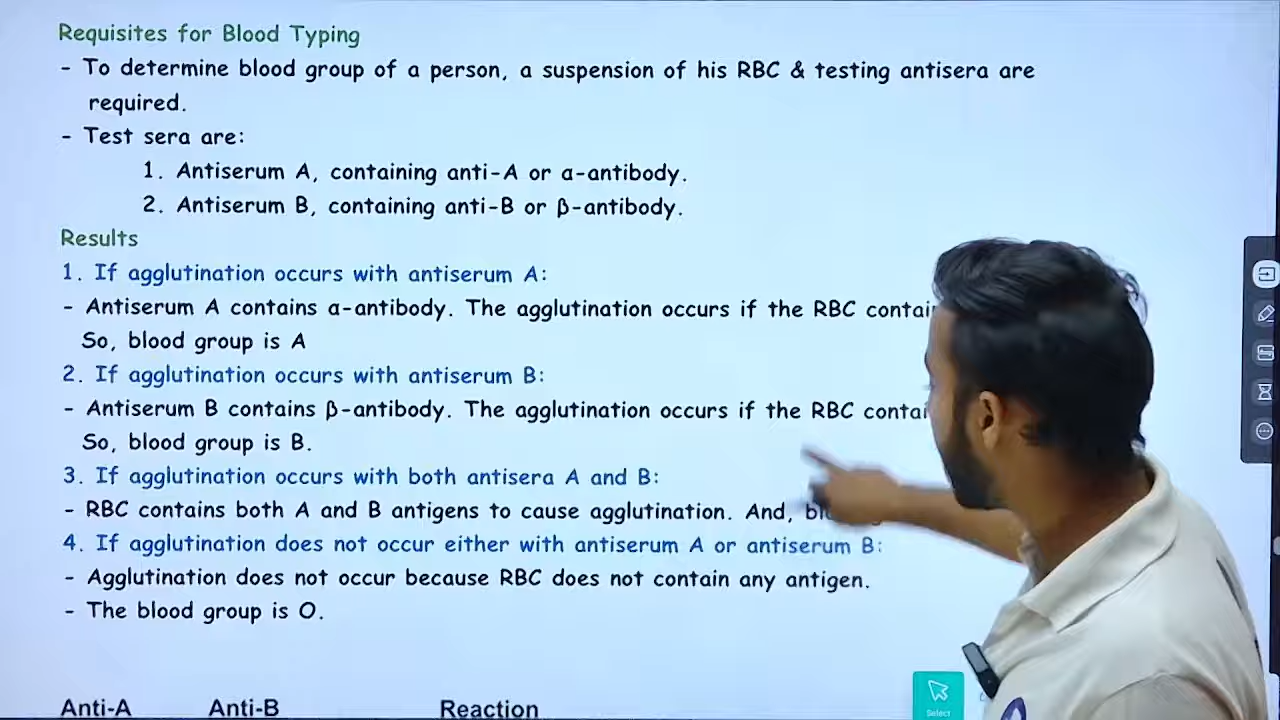 Requisites for Blood Typing
- To determine blood group of a person, a suspension of his RBC & testing antisera are
required.
- Test sera are:
1. Antiserum A, containing anti-A or α-antibody.
2. Antiserum B, containing anti-B or β-antibody.
Results
1. If agglutination occurs with antiserum A:
- Antiserum A contains α-antibody. The agglutination occurs if the RBC
So, blood group is A
2. If agglutination occurs with antiserum B:
- Antiserum B contains β-antibody. The agglutination occurs if the RBC
So, blood group is B.
3. If agglutination occurs with both antisera A and B:
- RBC contains both A and B antigens to cause agglutination. And,
4. If agglutination does not occur either with antiserum A or antiserum B:
- Agglutination does not occur because RBC does not contain any antigen.
- The blood group is O.
Anti-A Anti-B Reaction
Select